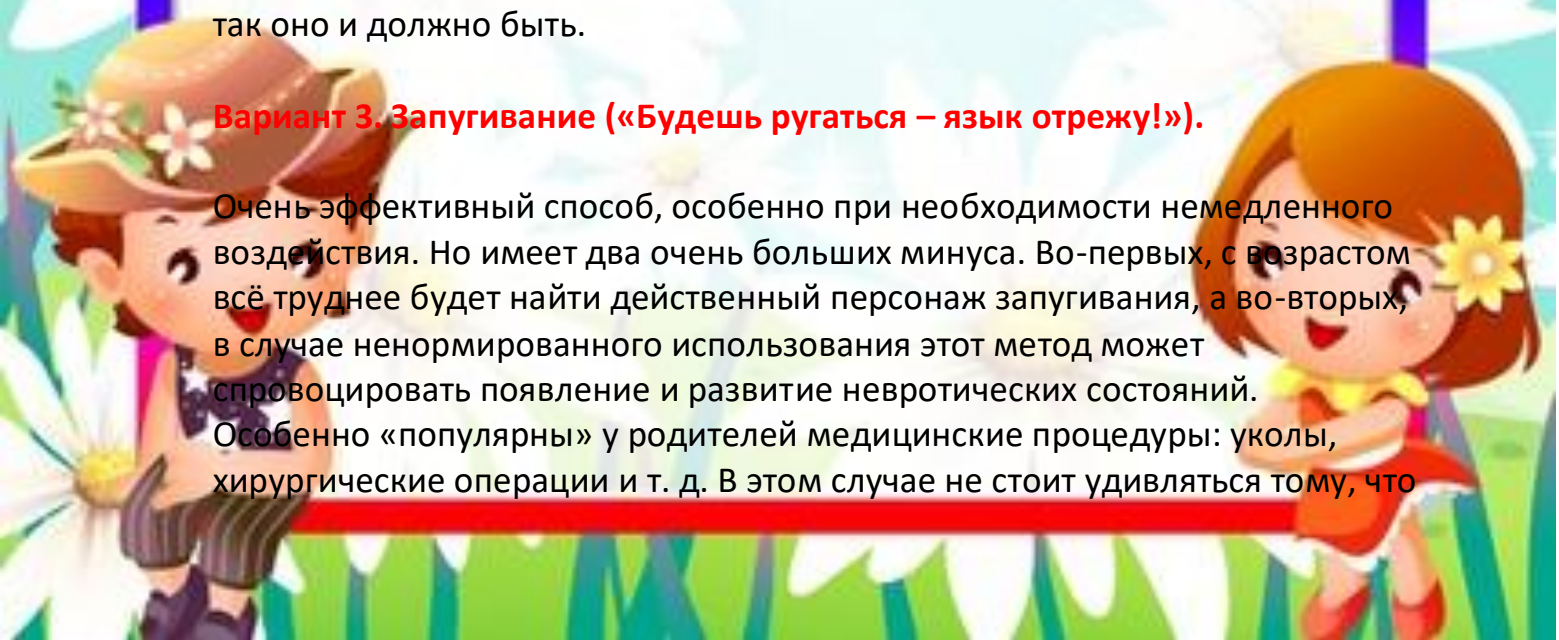 так оно и должно быть.
Вариант 3. Запугивание («Будешь ругаться – язык отрежу!»).
Очень эффективный способ, особенно при необходимости немедленного
воздействия. Но имеет два очень больших минуса. Во-первых, с возрастом
всё труднее будет найти действенный персонаж запугивания, а во-вторых,
в случае ненормированного использования этот метод может
спровоцировать появление и развитие невротических состояний.
Особенно «популярны» у родителей медицинские процедуры: уколы,
хирургические операции и т. д. В этом случае не стоит удивляться тому, что